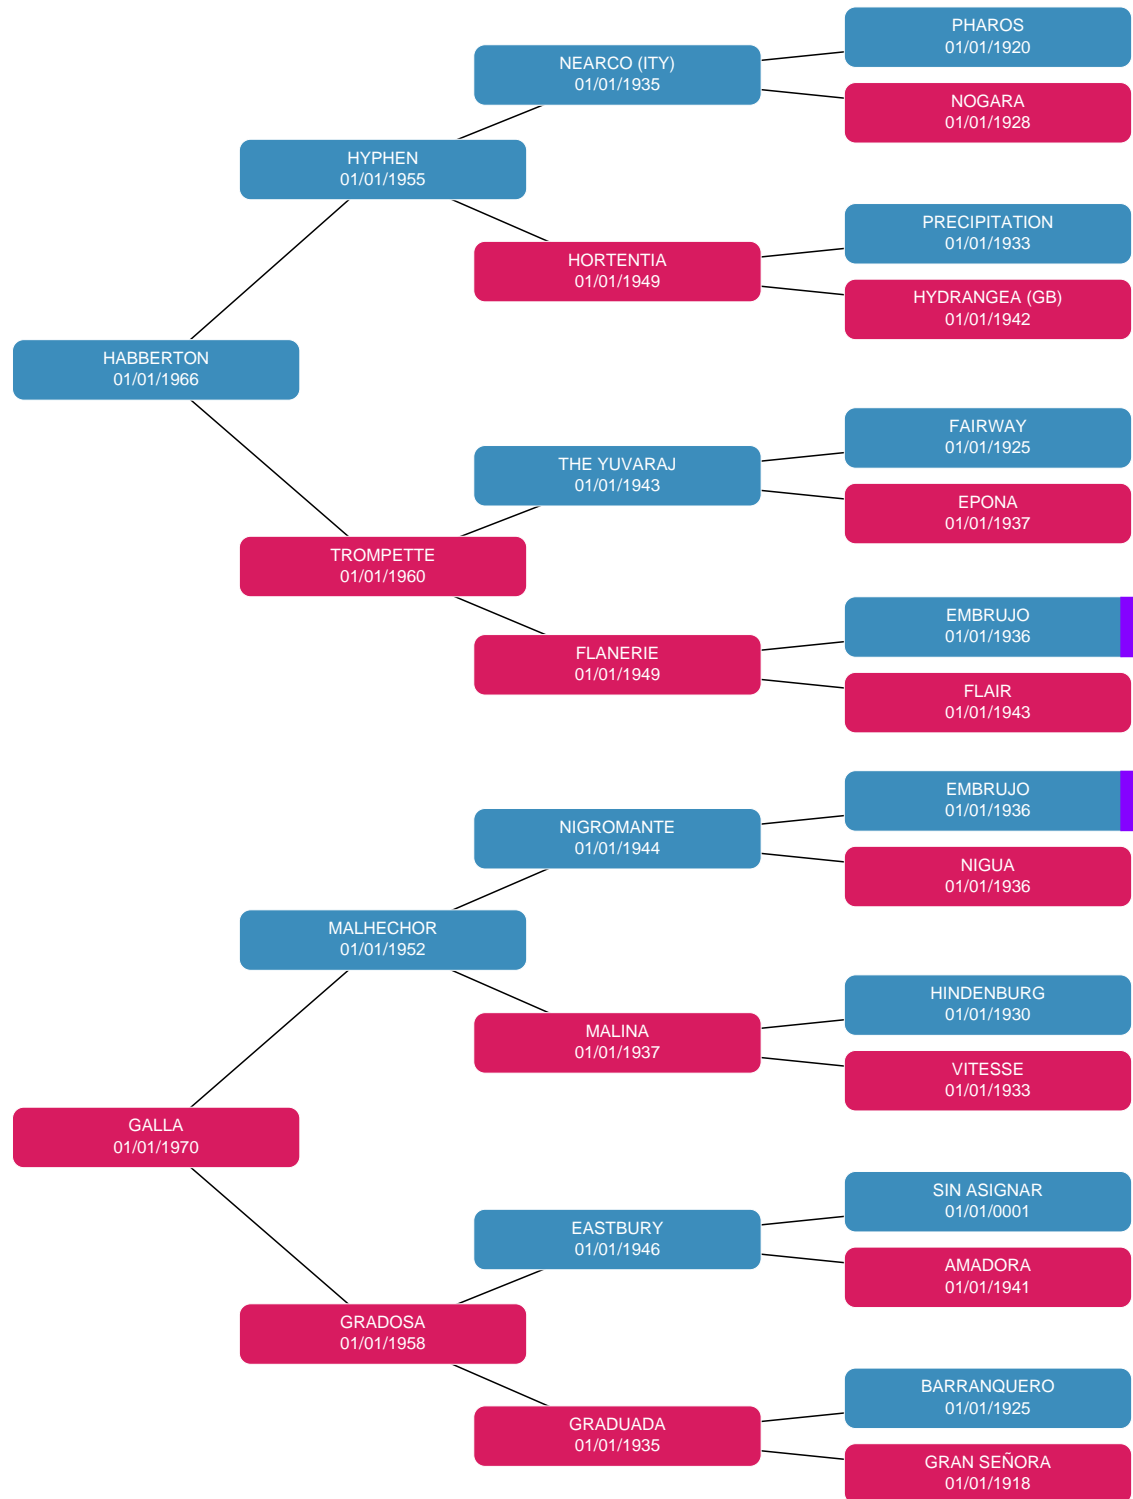 PHAROS
01/01/1920
NEARCO (ITY)
01/01/1935
NOGARA
01/01/1928
HYPHEN
01/01/1955
PRECIPITATION
01/01/1933
HORTENTIA
01/01/1949
HYDRANGEA (GB)
01/01/1942
HABBERTON
01/01/1966
FAIRWAY
01/01/1925
THE YUVARAJ
01/01/1943
EPONA
01/01/1937
TROMPETTE
01/01/1960
EMBRUJO
01/01/1936
FLANERIE
01/01/1949
FLAIR
01/01/1943
EMBRUJO
01/01/1936
NIGROMANTE
01/01/1944
NIGUA
01/01/1936
MALHECHOR
01/01/1952
HINDENBURG
01/01/1930
MALINA
01/01/1937
VITESSE
01/01/1933
GALLA
01/01/1970
SIN ASIGNAR
01/01/0001
EASTBURY
01/01/1946
AMADORA
01/01/1941
GRADOSA
01/01/1958
BARRANQUERO
01/01/1925
GRADUADA
01/01/1935
GRAN SEÑORA
01/01/1918